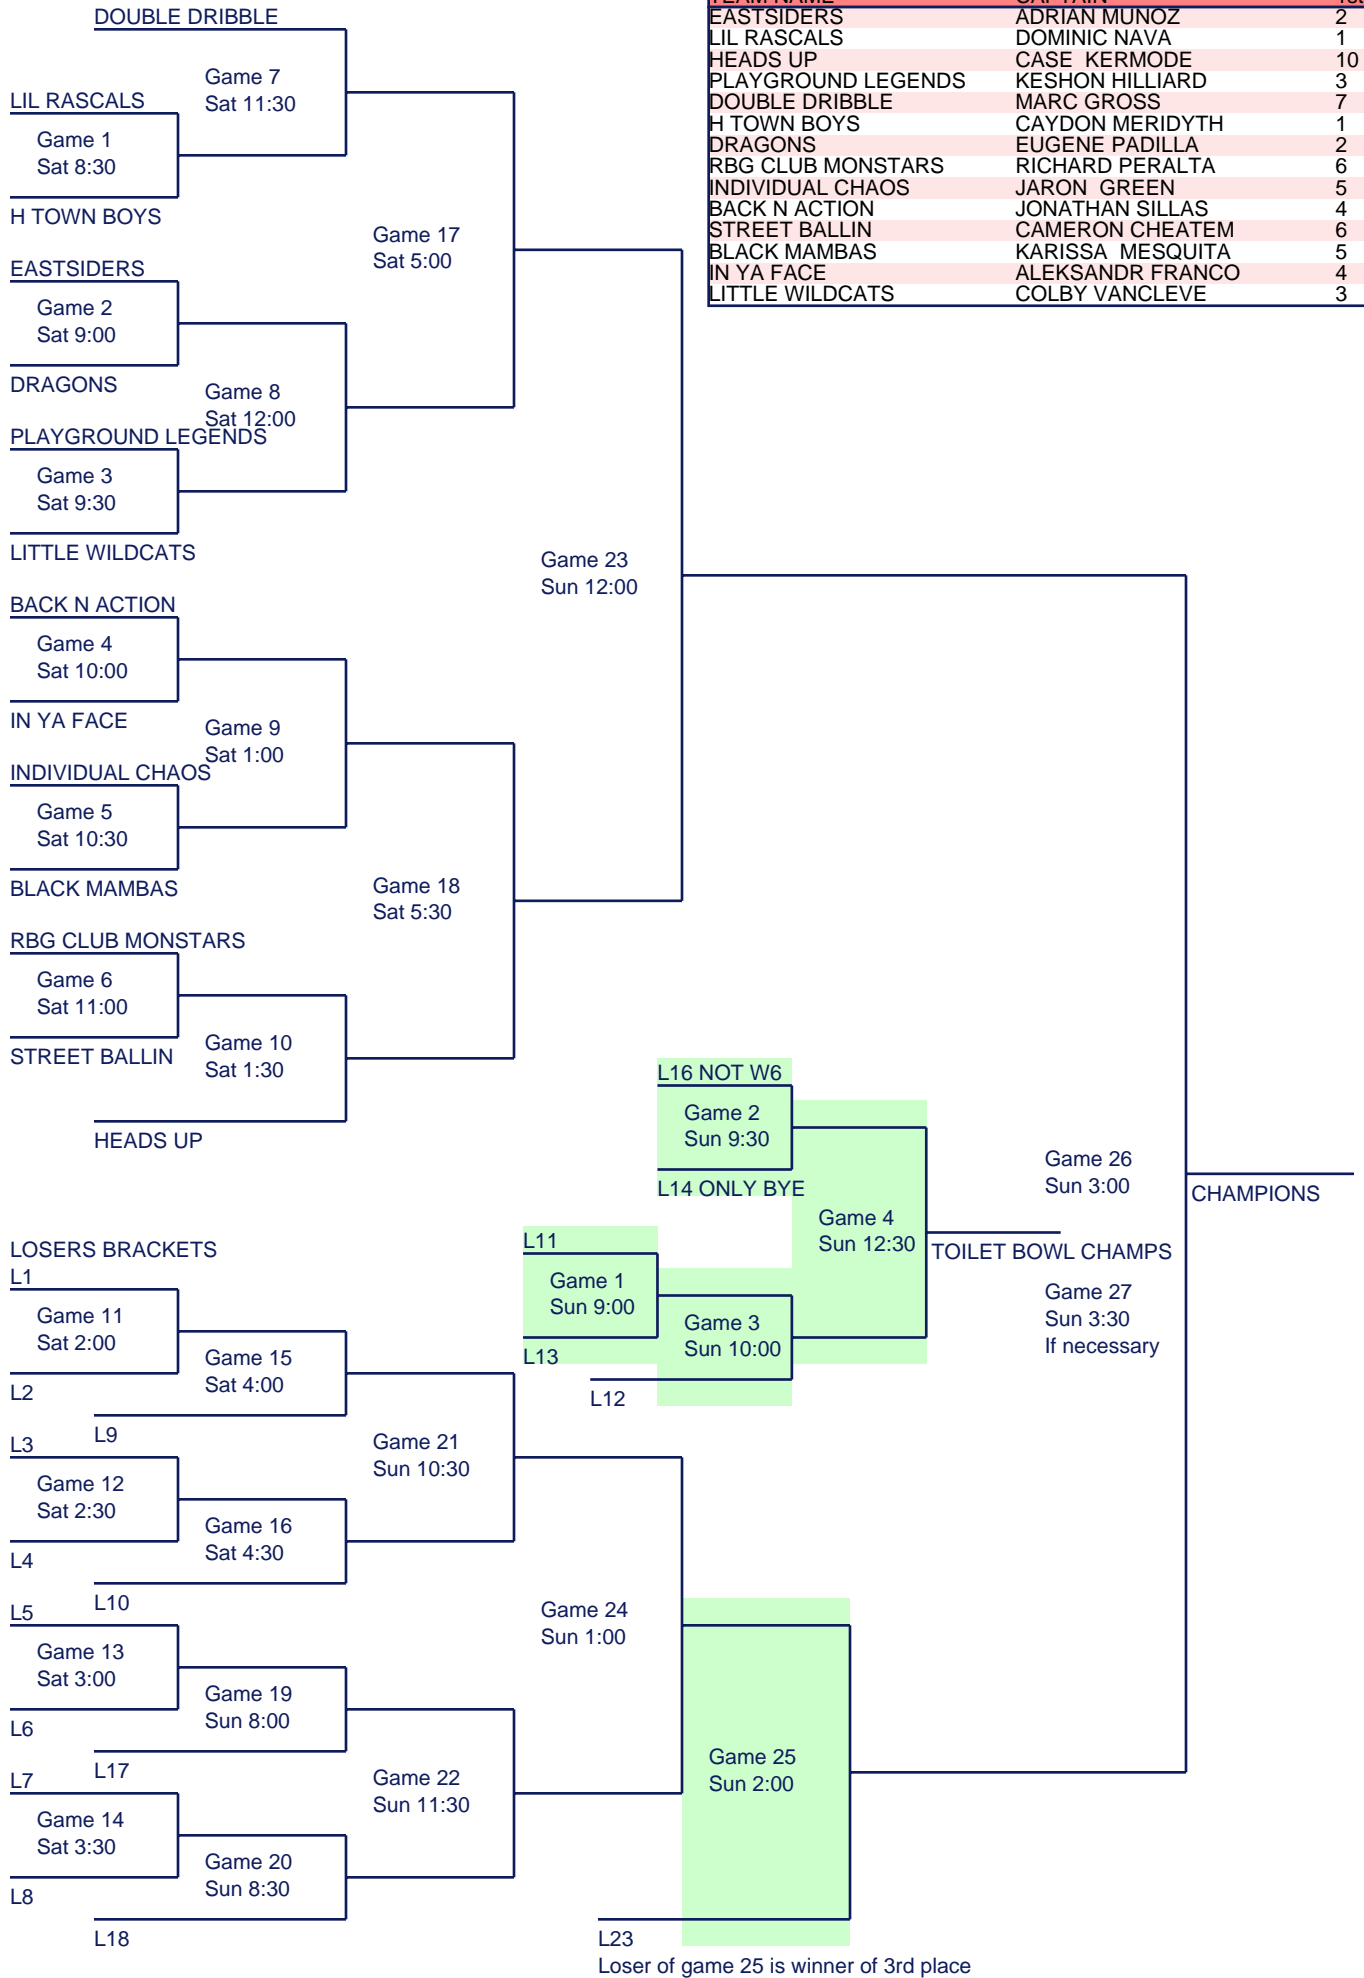 TEAM NAME CAPTAIN 1st
EASTSIDERS ADRIAN MUNOZ 2
LIL RASCALS DOMINIC NAVA 1
HEADS UP CASE KERMODE 10
PLAYGROUND LEGENDS KESHON HILLIARD 3
DOUBLE DRIBBLE MARC GROSS 7
H TOWN BOYS CAYDON MERIDYTH 1
DRAGONS EUGENE PADILLA 2
RBG CLUB MONSTARS RICHARD PERALTA 6
INDIVIDUAL CHAOS JARON GREEN 5
BACK N ACTION JONATHAN SILLAS 4
STREET BALLIN CAMERON CHEATEM 6
BLACK MAMBAS KARISSA MESQUITA 5
IN YA FACE ALEKSANDR FRANCO 4
LITTLE WILDCATS COLBY VANCLEVE 3
DOUBLE DRIBBLE
Game 7
Sat 11:30
LIL RASCALS
Game 1
Sat 8:30
H TOWN BOYS
Game 17
Sat 5:00
EASTSIDERS
Game 2
Sat 9:00
DRAGONS
Game 8
Sat 12:00
PLAYGROUND LEGENDS
Game 3
Sat 9:30
LITTLE WILDCATS
Game 23
Sun 12:00
BACK N ACTION
Game 4
Sat 10:00
IN YA FACE
Game 9
Sat 1:00
INDIVIDUAL CHAOS
Game 5
Sat 10:30
BLACK MAMBAS
Game 18
Sat 5:30
RBG CLUB MONSTARS
Game 6
Sat 11:00
STREET BALLIN
Game 10
Sat 1:30
HEADS UP
L16 NOT W6
Game 2
Sun 9:30
L14 ONLY BYE
Game 4
Sun 12:30
L11
Game 1
Sun 9:00
L13
Game 3
Sun 10:00
L12
TOILET BOWL CHAMPS
Game 26
Sun 3:00
CHAMPIONS
Game 27
Sun 3:30
If necessary
LOSERS BRACKETS
L1
Game 11
Sat 2:00
L2
Game 15
Sat 4:00
L9
L3
Game 12
Sat 2:30
L4
Game 21
Sun 10:30
Game 16
Sat 4:30
L10
L5
Game 13
Sat 3:00
L6
Game 24
Sun 1:00
Game 19
Sun 8:00
L17
L7
Game 14
Sat 3:30
L8
Game 22
Sun 11:30
Game 20
Sun 8:30
L18
Game 25
Sun 2:00
L23
Loser of game 25 is winner of 3rd place